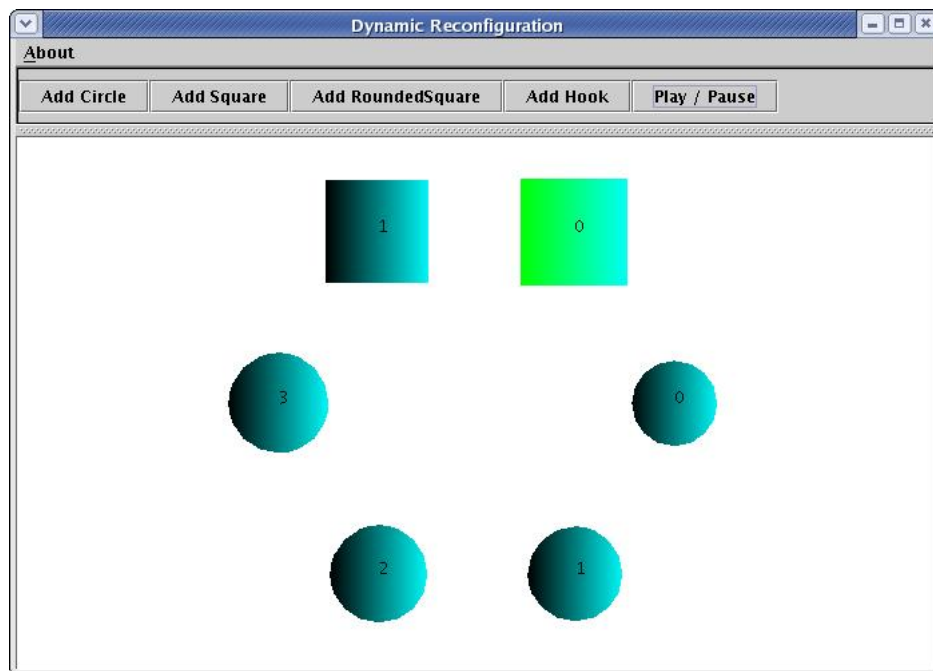 Dynamic Reconfiguration
About
Add Circle Add Square Add RoundedSquare Add Hook Play / Pause
1 0
3 0
2 1